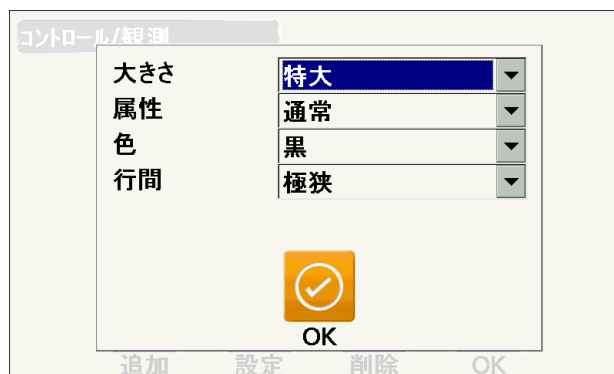 コントロール/観測
大きさ 特大
属性 通常
色 黒
行間 極狭
OK
追加 設定 削除 OK